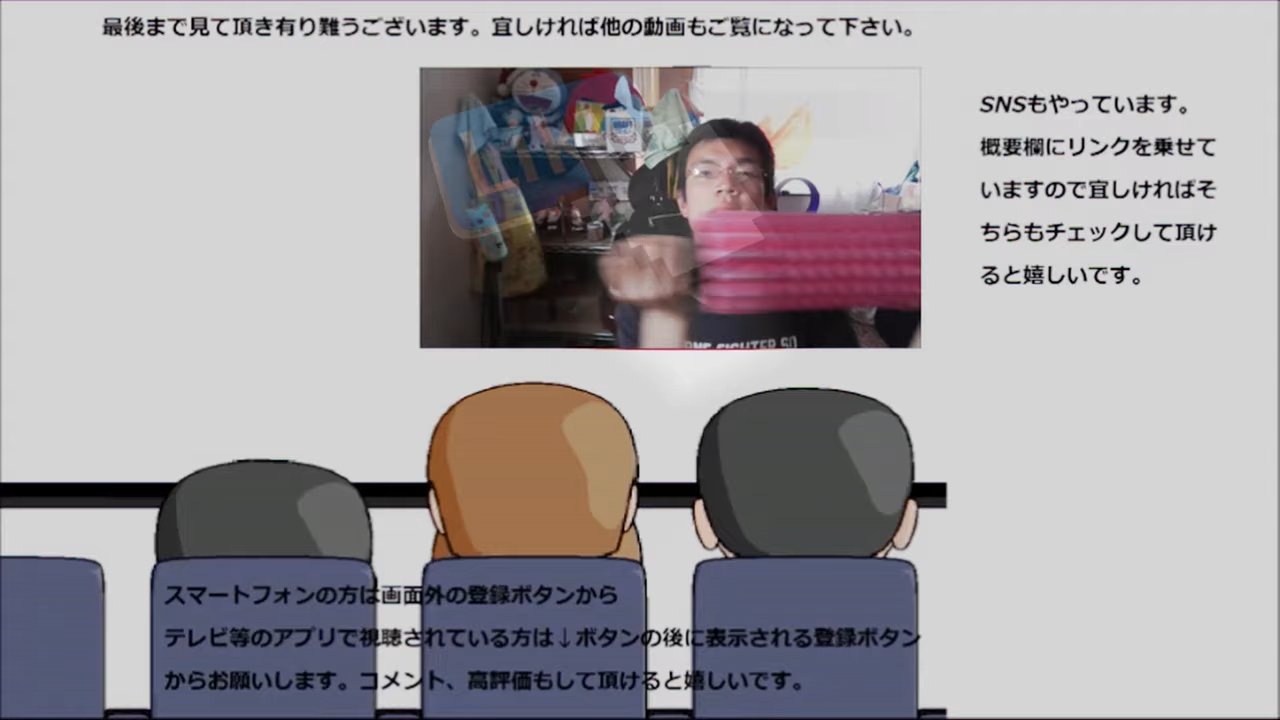 最後まで見て頂き有り難うございます。宜しければ他の動画もご覧になって下さい。
SNSもやっています。
概要欄にリンクを乗せて
いますので宜しければそ
ちらもチェックして頂け
ると嬉しいです。
スマートフォンの方は画面外の登録ボタンから
テレビ等のアプリで視聴されている方は↓ボタンの後に表示される登録ボタン
からお願いします。コメント、高評価もして頂けると嬉しいです。